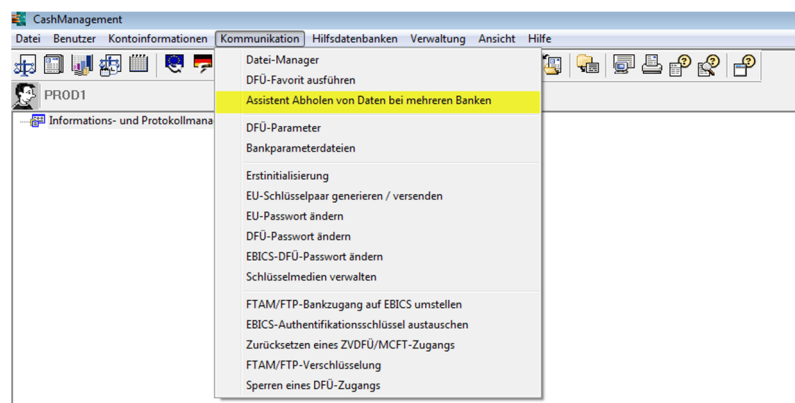 CashManagement
Datei Benutzer Kontoinformationen Kommunikation Hilfsdatenbanken Verwaltung Ansicht Hilfe
Datei-Manager
DFÜ-Favorit ausführen
PROD1
Assistent Abholen von Daten bei mehreren Banken
Informations- und Protokollmana
DFÜ-Parameter
Bankparameterdateien
Erstinitialisierung
EU-Schlüsselpaar generieren / versenden
EU-Passwort ändern
DFÜ-Passwort ändern
EBICS-DFÜ-Passwort ändern
Schlüsselmedien verwalten
FTAM/FTP-Bankzugang auf EBICS umstellen
EBICS-Authentifikationsschlüssel austauschen
Zurücksetzen eines ZVDFÜ/MCFT-Zugangs
FTAM/FTP-Verschlüsselung
Sperren eines DFÜ-Zugangs